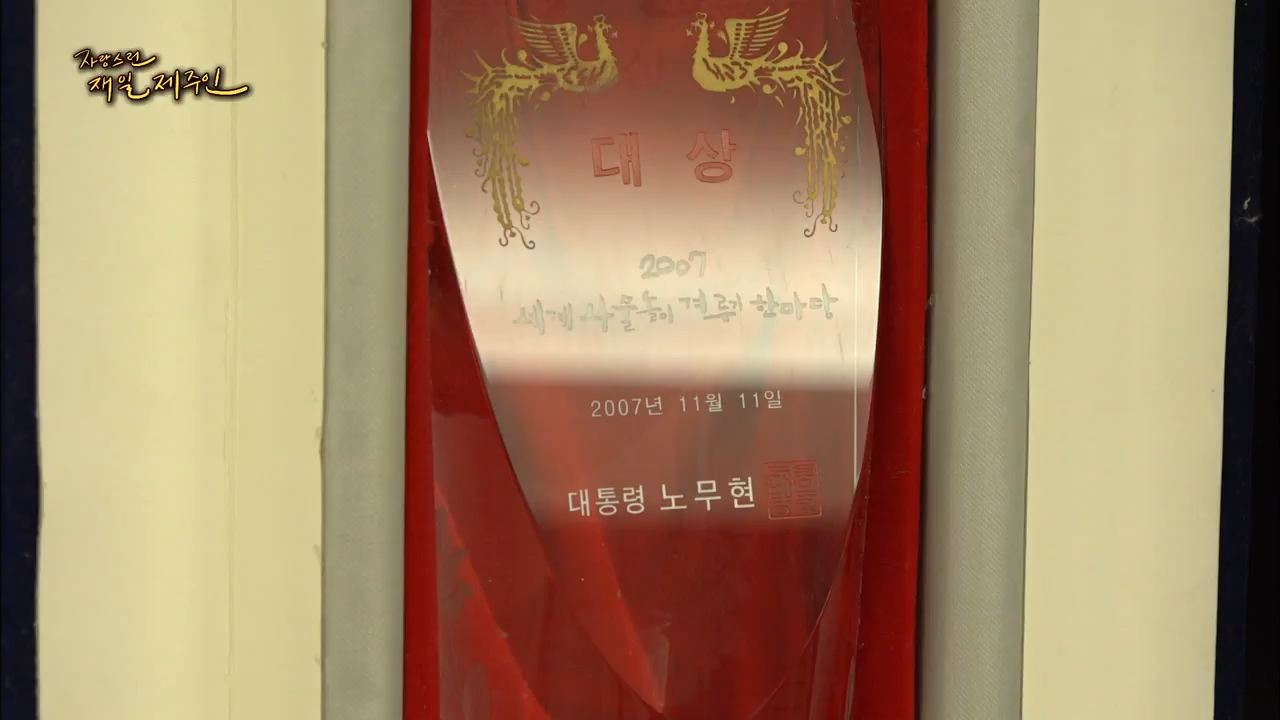 자랑스런
재일제주인
대상
2007
세계 사물놀이 겨루기 한마당
2007년 11월 11일
대통령 노무현